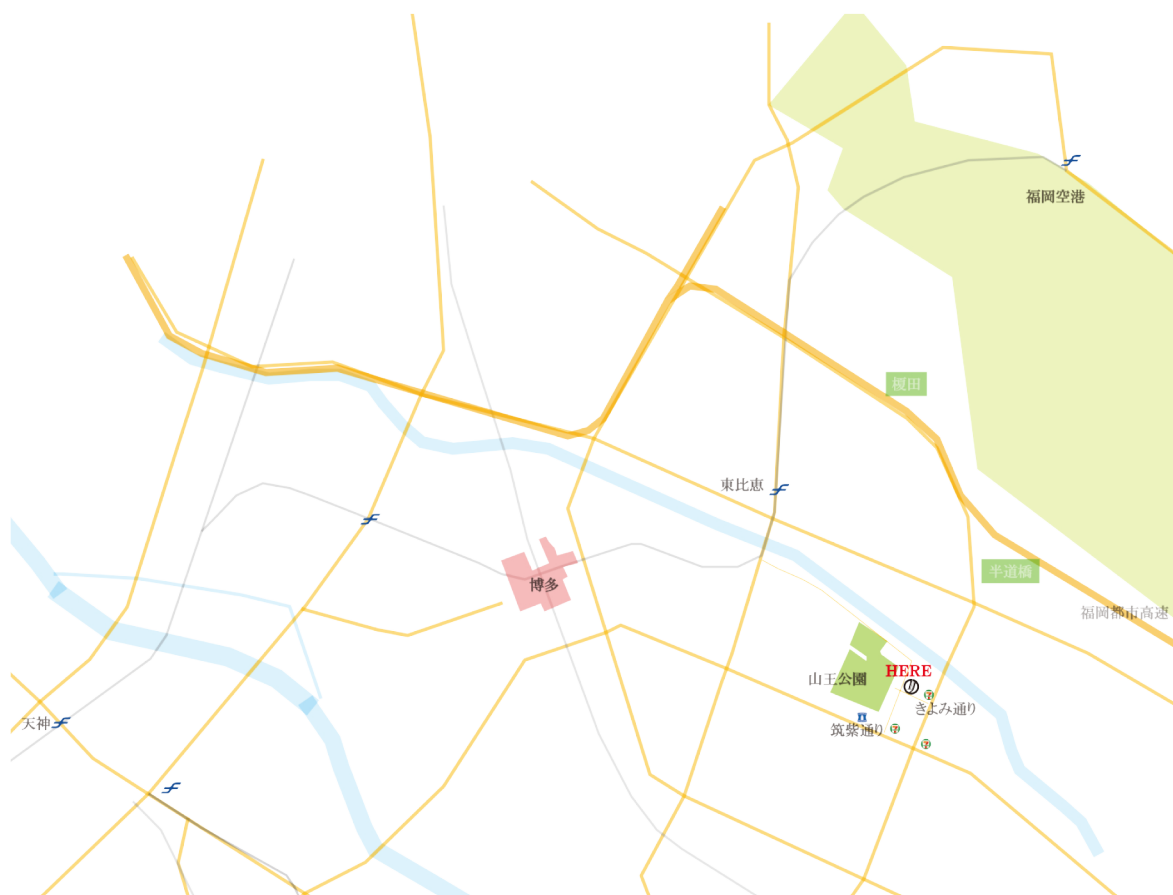 福岡空港
榎田
東比恵
半道橋
博多
福岡都市高速
HERE
山王公園
きよみ通り
天神
筑紫通り